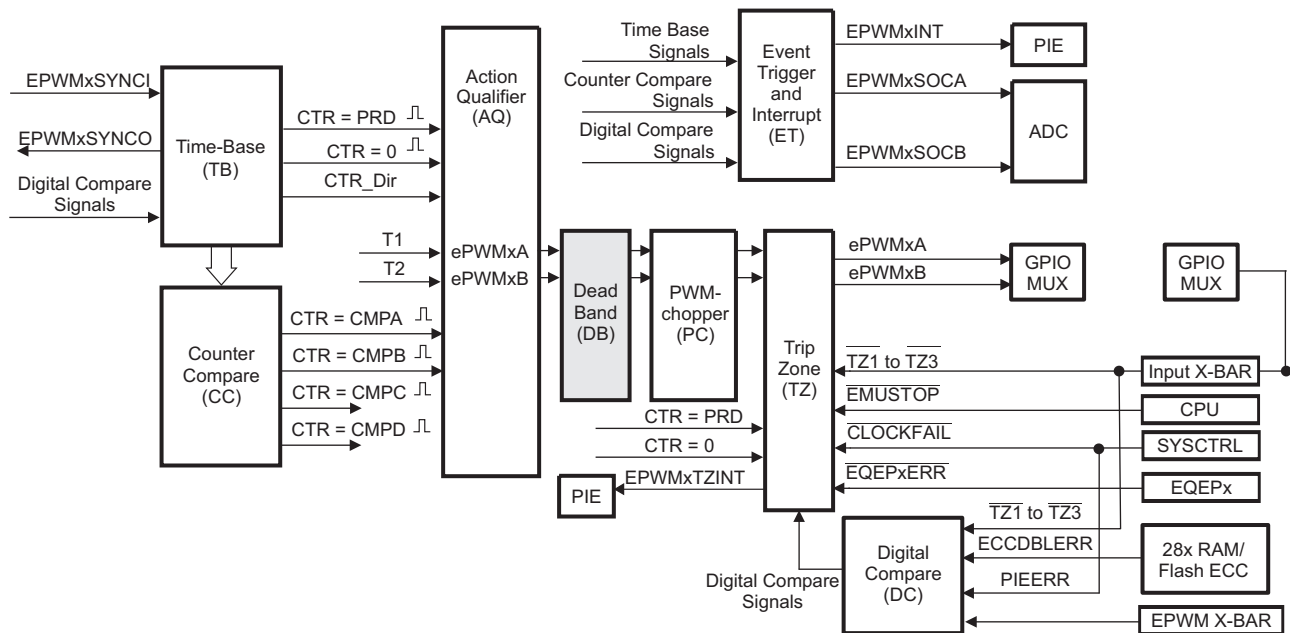 EPWMxSYNCI
EPWMxSYNCO
Digital Compare
Signals
Time-Base
(TB)
CTR = PRD
CTR = 0
CTR_Dir
Action
Qualifier
(AQ)
T1
T2
ePWMxA
ePWMxB
Counter
Compare
(CC)
CTR = CMPA
CTR = CMPB
CTR = CMPC
CTR = CMPD
Time Base
Signals
Counter Compare
Signals
Digital Compare
Signals
Event
Trigger
and
Interrupt
(ET)
EPWMxINT
EPWMxSOCA
EPWMxSOCB
PIE
ADC
Dead
Band
(DB)
PWM-
chopper
(PC)
Trip
Zone
(TZ)
ePWMxA
ePWMxB
GPIO
MUX
GPIO
MUX
TZ1 to TZ3
EMUSTOP
CLOCKFAIL
EQEPxERR
Input X-BAR
CPU
SYSCTRL
EQEPx
CTR = PRD
CTR = 0
EPWMxTZINT
PIE
Digital Compare
Signals
Digital
Compare
(DC)
TZ1 to TZ3
ECCDBLERR
PIEERR
28x RAM/
Flash ECC
EPWM X-BAR